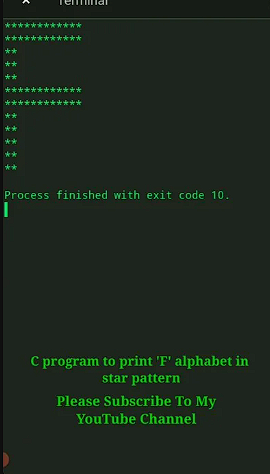 Terminal
************
************
**
**
**
************
************
**
**
**
**
**
Process finished with exit code 10.
C program to print 'F' alphabet in
star pattern
Please Subscribe To My
YouTube Channel